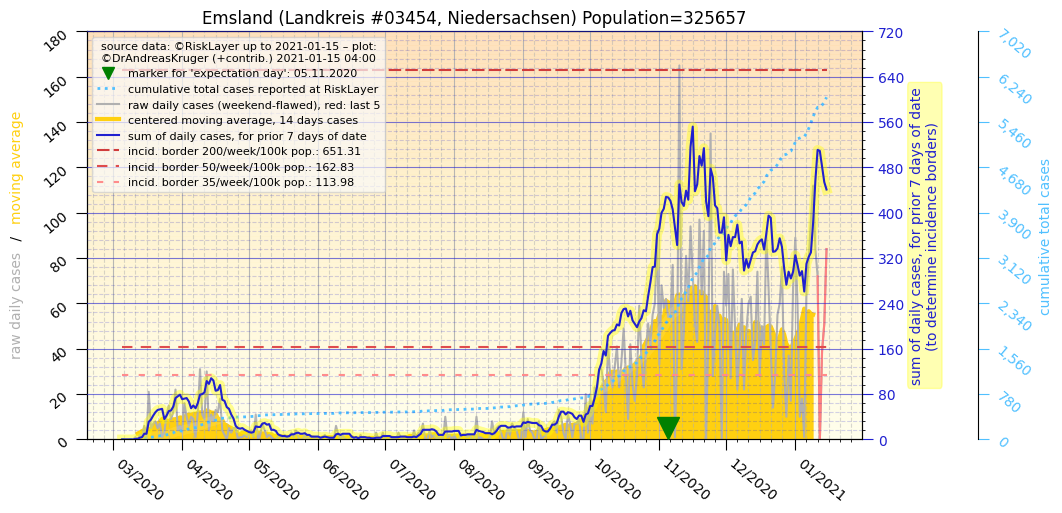 Emsland (Landkreis #03454, Niedersachsen) Population=325657
source data: ©RiskLayer up to 2021-01-15 – plot:
©DrAndreasKruger (+contrib.) 2021-01-15 04:00
marker for 'expectation day': 05.11.2020
cumulative total cases reported at RiskLayer
raw daily cases (weekend-flawed), red: last 5
centered moving average, 14 days cases
sum of daily cases, for prior 7 days of date
incid. border 200/week/100k pop.: 651.31
incid. border 50/week/100k pop.: 162.83
incid. border 35/week/100k pop.: 113.98
raw daily cases / moving average
180
160
140
120
100
80
60
40
20
0
720
640
560
480
400
320
240
160
80
0
sum of daily cases, for prior 7 days of date
(to determine incidence borders)
7,020
6,240
5,460
4,680
3,900
3,120
2,340
1,560
780
0
cumulative total cases
03/2020
04/2020
05/2020
06/2020
07/2020
08/2020
09/2020
10/2020
11/2020
12/2020
01/2021